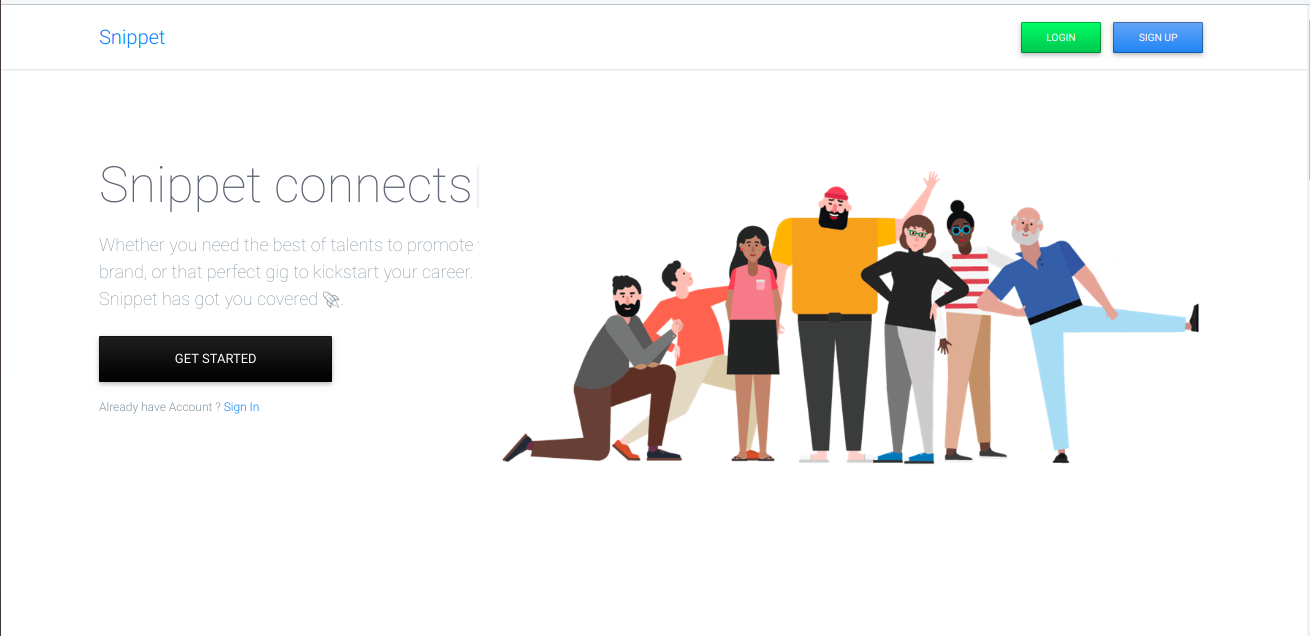 Snippet
LOGIN
SIGN UP
Snippet connects
Whether you need the best of talents to promote
brand, or that perfect gig to kickstart your career.
Snippet has got you covered
GET STARTED
Already have Account ? Sign In